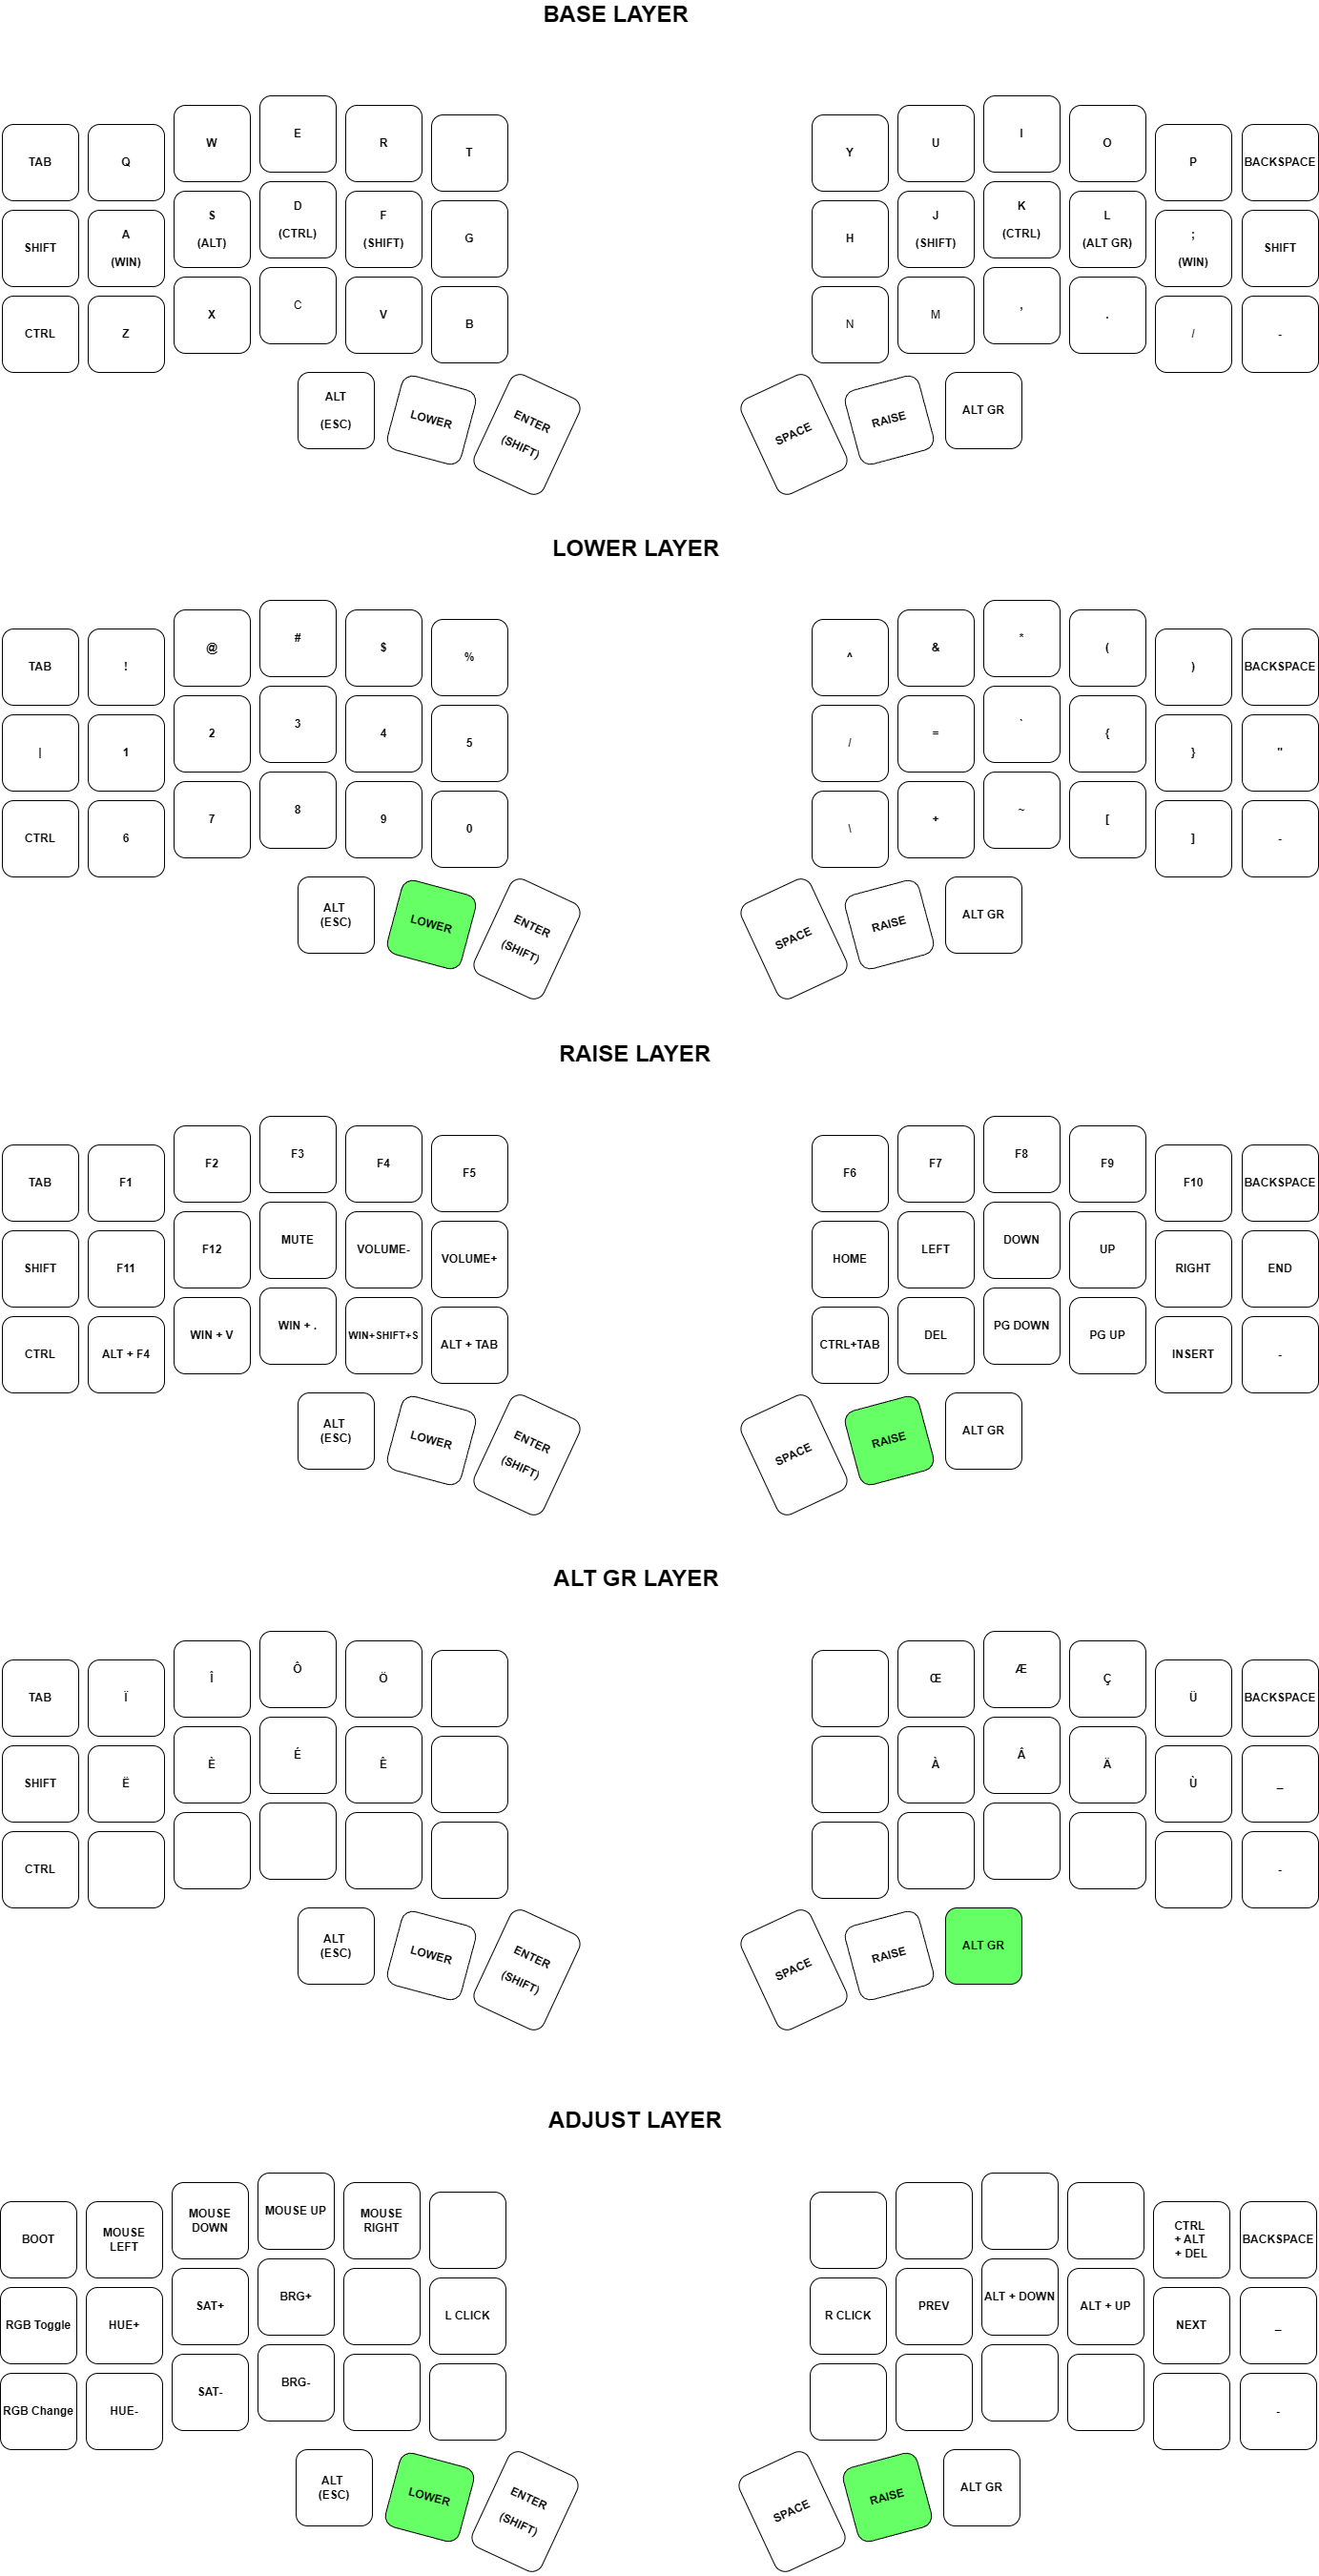 BASE LAYER
TAB Q W E R T Y U I O P BACKSPACE
SHIFT A S D F G H J K L ; SHIFT
(WIN) (ALT) (CTRL) (SHIFT) (SHIFT) (CTRL) (ALT GR) (WIN)
CTRL Z X C V B N M , . / -
ALT LOWER ENTER SPACE RAISE ALT GR
(ESC) (SHIFT)
LOWER LAYER
TAB ! @ # $ % ^ & * ( ) BACKSPACE
| 1 2 3 4 5 / = ` { } "
CTRL 6 7 8 9 0 \ + ~ [ ] -
ALT LOWER ENTER SPACE RAISE ALT GR
(ESC) (SHIFT)
RAISE LAYER
TAB F1 F2 F3 F4 F5 F6 F7 F8 F9 F10 BACKSPACE
SHIFT F11 F12 MUTE VOLUME- VOLUME+ HOME LEFT DOWN UP RIGHT END
CTRL ALT + F4 WIN + V WIN + . WIN+SHIFT+S ALT + TAB CTRL+TAB DEL PG DOWN PG UP INSERT -
ALT LOWER ENTER SPACE RAISE ALT GR
(ESC) (SHIFT)
ALT GR LAYER
TAB Ï Î Ô Ö Œ Æ Ç Ü BACKSPACE
SHIFT Ë È É Ê À Â Ä Ù _
CTRL -
ALT LOWER ENTER SPACE RAISE ALT GR
(ESC) (SHIFT)
ADJUST LAYER
BOOT MOUSE MOUSE MOUSE UP MOUSE CTRL BACKSPACE
LEFT DOWN RIGHT + ALT
+ DEL
RGB Toggle HUE+ SAT+ BRG+ L CLICK R CLICK PREV ALT + DOWN ALT + UP NEXT _
RGB Change HUE- SAT- BRG- -
ALT LOWER ENTER SPACE RAISE ALT GR
(ESC) (SHIFT)